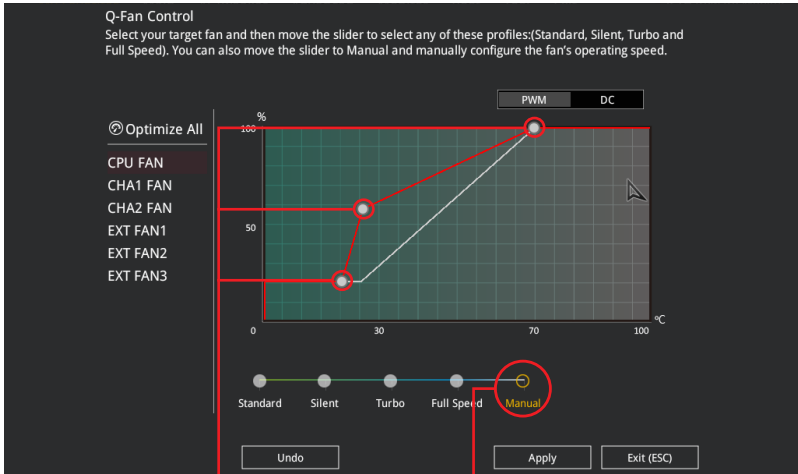 Q-Fan Control
Select your target fan and then move the slider to select any of these profiles:(Standard, Silent, Turbo and
Full Speed). You can also move the slider to Manual and manually configure the fan's operating speed.
PWM DC
Optimize All
CPU FAN
CHA1 FAN
CHA2 FAN
EXT FAN1
EXT FAN2
EXT FAN3
%
100
50
0 30 70 100
ºC
Standard Silent Turbo Full Speed Manual
Undo Apply Exit (ESC)